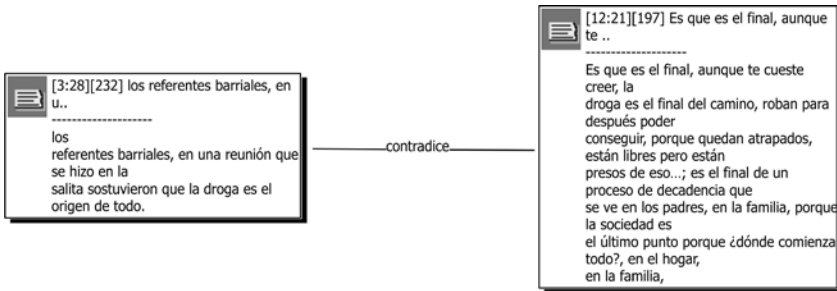 [3:28][232] los referentes barriales, en
u..
--------------------
los
referentes barriales, en una reunión que
se hizo en la
salita sostuvieron que la droga es el
origen de todo.
contradice
[12:21][197] Es que es el final, aunque
te ..
--------------------
Es que es el final, aunque te cueste
creer, la
droga es el final del camino, roban para
después poder
conseguir, porque quedan atrapados,
están libres pero están
presos de eso...; es el final de un
proceso de decadencia que
se ve en los padres, en la familia, porque
la sociedad es
el último punto porque ¿dónde comienza
todo?, en el hogar,
en la familia,